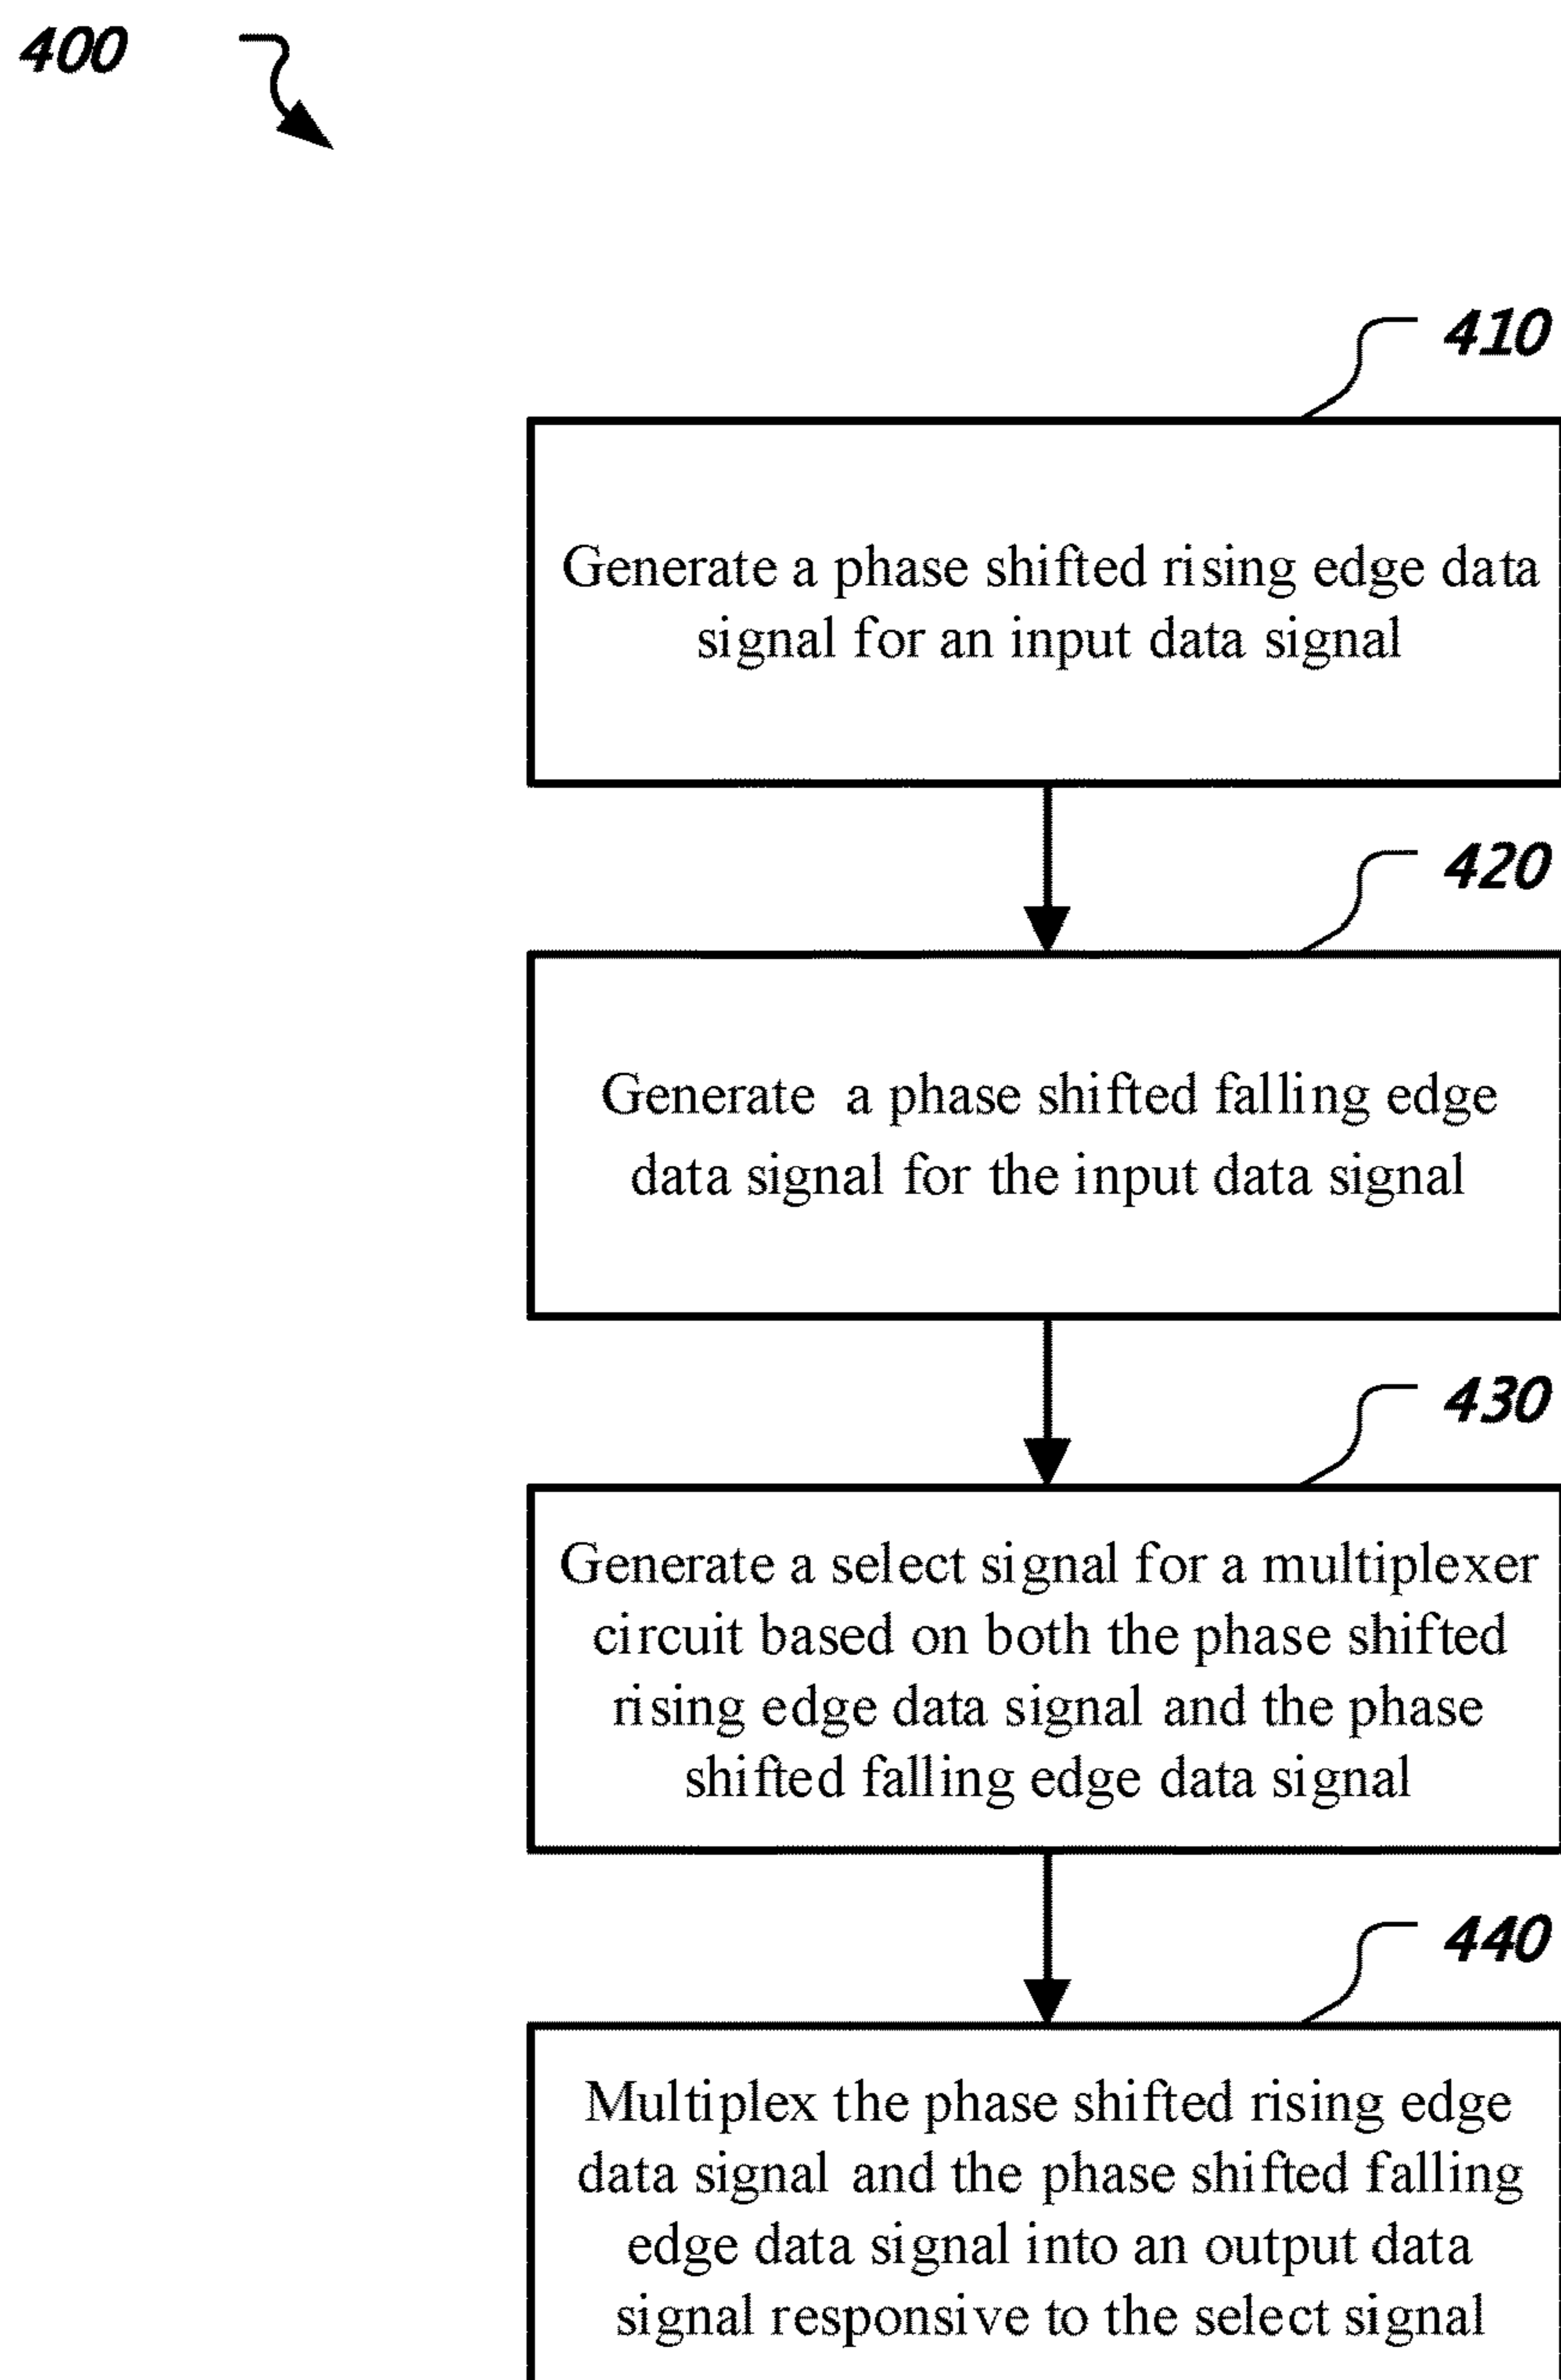 400
410
Generate a phase shifted rising edge data
signal for an input data signal
420
Generate a phase shifted falling edge
data signal for the input data signal
430
Generate a select signal for a multiplexer
circuit based on both the phase shifted
rising edge data signal and the phase
shifted falling edge data signal
440
Multiplex the phase shifted rising edge
data signal and the phase shifted falling
edge data signal into an output data
signal responsive to the select signal